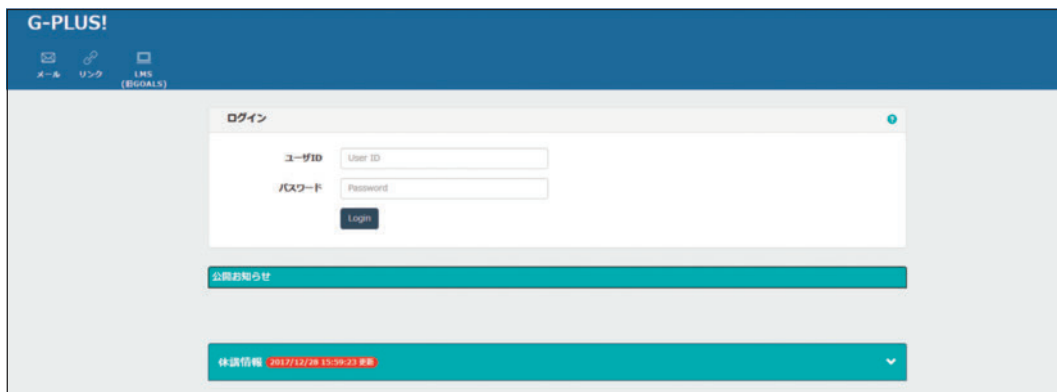 G-PLUS!
メール リンク LMS
(旧GOALS)
ログイン
ユーザID User ID
パスワード Password
Login
公開お知らせ
休講情報 2017/12/28 15:59:23 更新